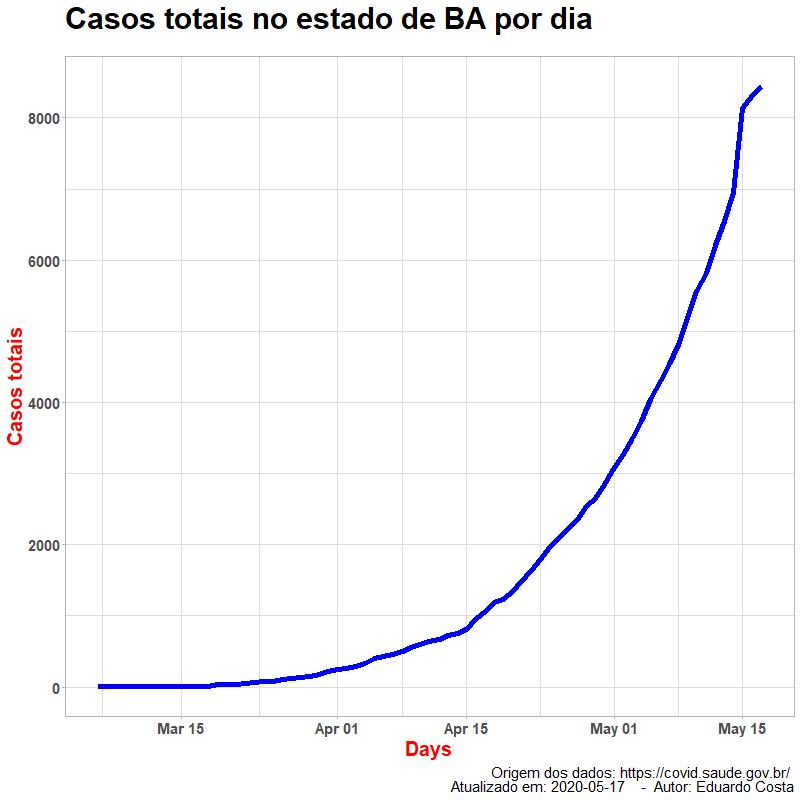 Casos totais no estado de BA por dia
8000
6000
4000
2000
0
Casos totais
Mar 15
Apr 01
Apr 15
May 01
May 15
Days
Origem dos dados: https://covid.saude.gov.br/
Atualizado em: 2020-05-17 - Autor: Eduardo Costa